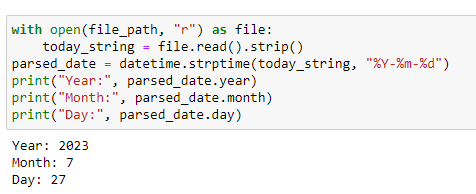 with open(file_path, "r") as file:
    today_string = file.read().strip()
parsed_date = datetime.strptime(today_string, "%Y-%m-%d")
print("Year:", parsed_date.year)
print("Month:", parsed_date.month)
print("Day:", parsed_date.day)
Year: 2023
Month: 7
Day: 27